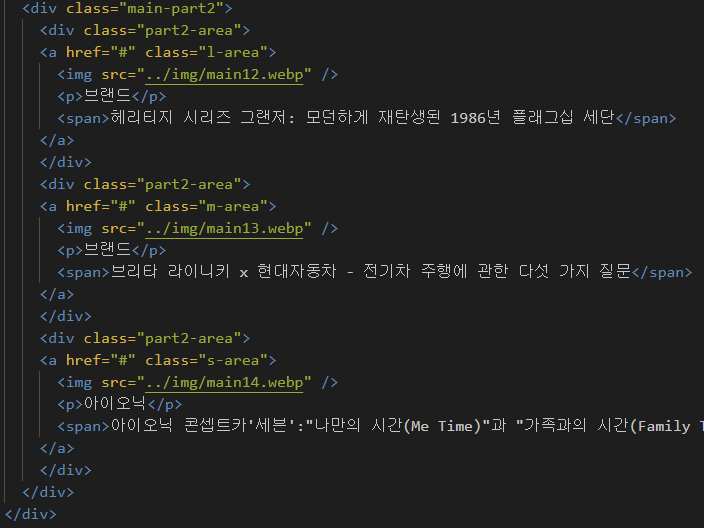 <div class="main-part2">
<div class="part2-area">
<a href="#" class="l-area">
<img src="../img/main12.webp" />
<p>브랜드</p>
<span>헤리티지 시리즈 그랜저: 모던하게 재탄생된 1986년 플래그십 세단</span>
</a>
</div>
<div class="part2-area">
<a href="#" class="m-area">
<img src="../img/main13.webp" />
<p>브랜드</p>
<span>브리타 라이니키 x 현대자동차 - 전기차 주행에 관한 다섯 가지 질문</span>
</a>
</div>
<div class="part2-area">
<a href="#" class="s-area">
<img src="../img/main14.webp" />
<p>아이오닉</p>
<span>아이오닉 콘셉트카'세븐':"나만의 시간(Me Time)"과 "가족과의 시간(Family T
</a>
</div>
</div>
</div>